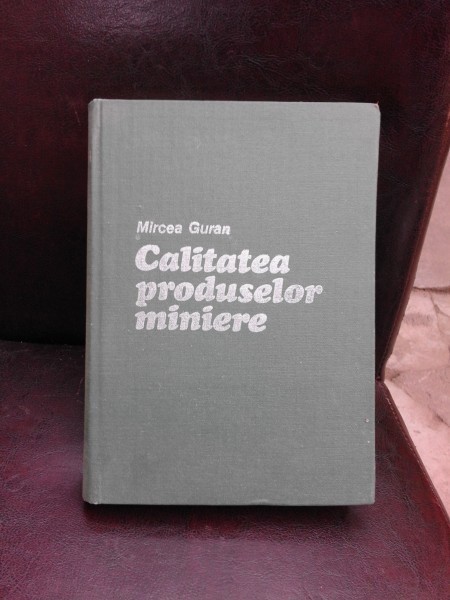 Mircea Guran
Calitatea
produselor
miniere